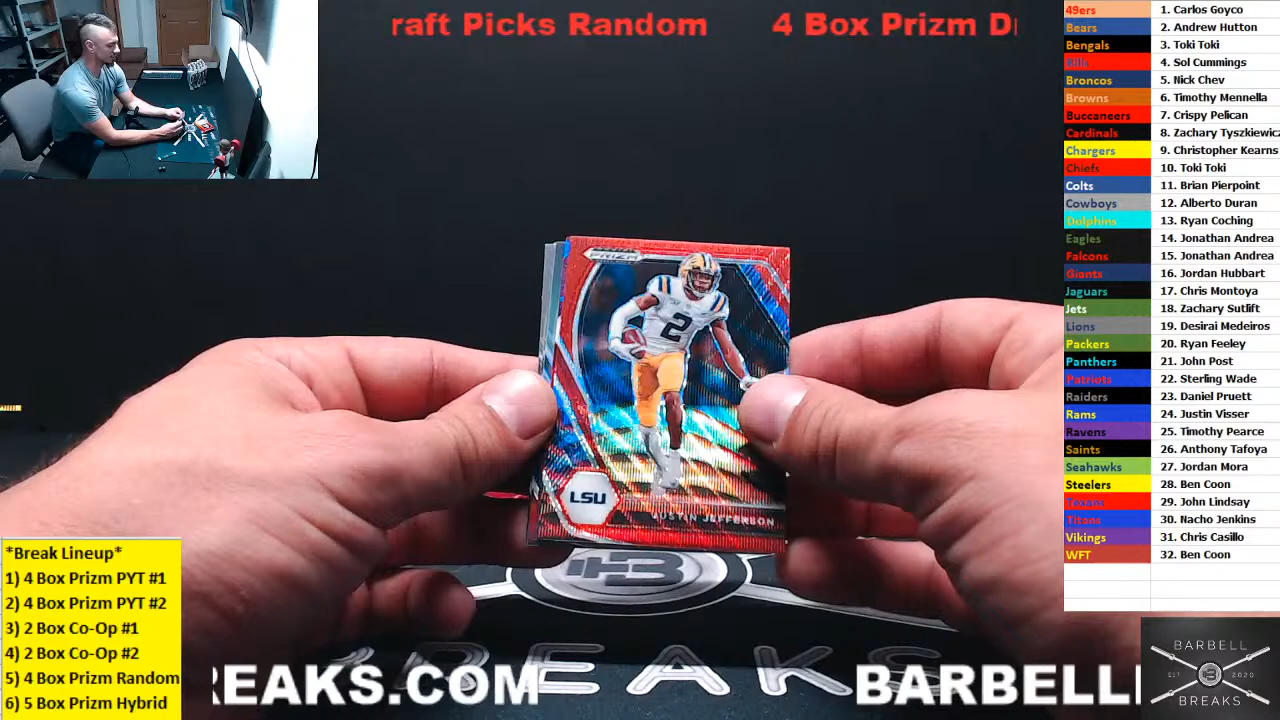 raft Picks Random 4 Box Prizm D
49ers 1. Carlos Goyco
Bears 2. Andrew Hutton
Bengals 3. Toki Toki
Bills 4. Sol Cummings
Broncos 5. Nick Chev
Browns 6. Timothy Mennella
Buccaneers 7. Crispy Pelican
Cardinals 8. Zachary Tyszkiewicz
Chargers 9. Christopher Kearns
Chiefs 10. Toki Toki
Colts 11. Brian Pierpoint
Cowboys 12. Alberto Duran
Dolphins 13. Ryan Coching
Eagles 14. Jonathan Andrea
Falcons 15. Jonathan Andrea
Giants 16. Jordan Hubbart
Jaguars 17. Chris Montoya
Jets 18. Zachary Sutlift
Lions 19. Desirai Medeiros
Packers 20. Ryan Feeley
Panthers 21. John Post
Patriots 22. Sterling Wade
Raiders 23. Daniel Pruett
Rams 24. Justin Visser
Ravens 25. Timothy Pearce
Saints 26. Anthony Tafoya
Seahawks 27. Jordan Mora
Steelers 28. Ben Coon
Texans 29. John Lindsay
Titans 30. Nacho Jenkins
Vikings 31. Chris Casillo
WFT 32. Ben Coon
PRIZM
2
LSU
JUSTIN JEFFERSON
B
BREAKS
*Break Lineup*
1) 4 Box Prizm PYT #1
2) 4 Box Prizm PYT #2
3) 2 Box Co-Op #1
4) 2 Box Co-Op #2
5) 4 Box Prizm Random
6) 5 Box Prizm Hybrid
REAKS.COM BARBELL
BARBELL
EST B 2020
BREAKS